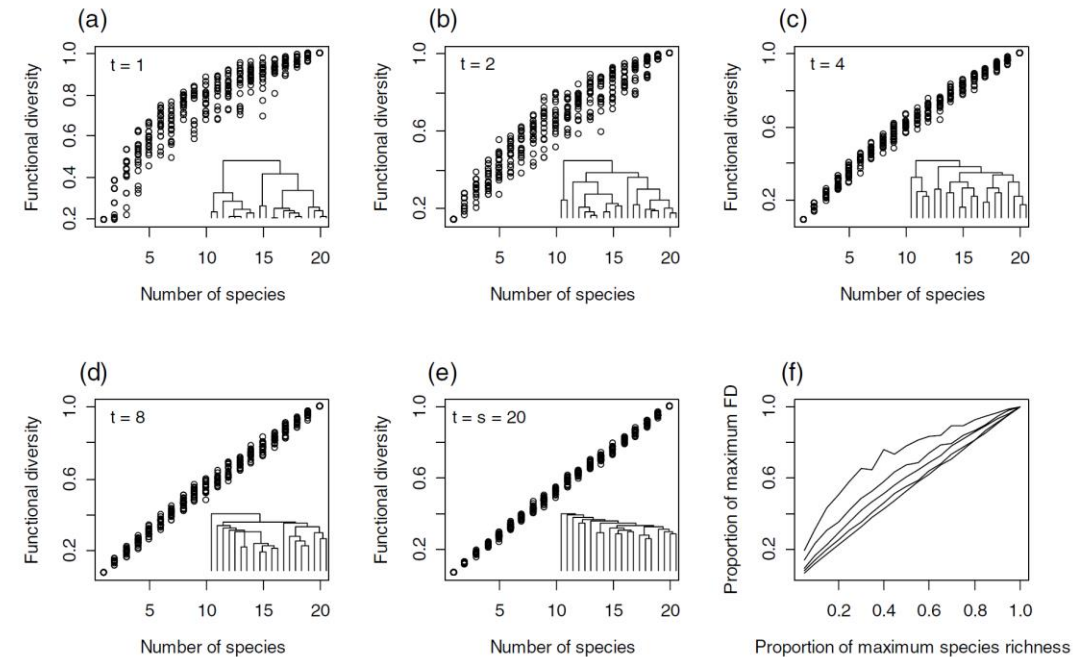 (a)
t = 1
Functional diversity
1.0
0.8
0.6
0.4
0.2
5 10 15 20
Number of species
(b)
t = 2
Functional diversity
1.0
0.6
0.2
5 10 15 20
Number of species
(c)
t = 4
Functional diversity
1.0
0.6
0.2
5 10 15 20
Number of species
(d)
t = 8
Functional diversity
1.0
0.6
0.2
5 10 15 20
Number of species
(e)
t = s = 20
Functional diversity
1.0
0.6
0.2
5 10 15 20
Number of species
(f)
Proportion of maximum FD
1.0
0.6
0.2
0.2 0.4 0.6 0.8 1.0
Proportion of maximum species richness